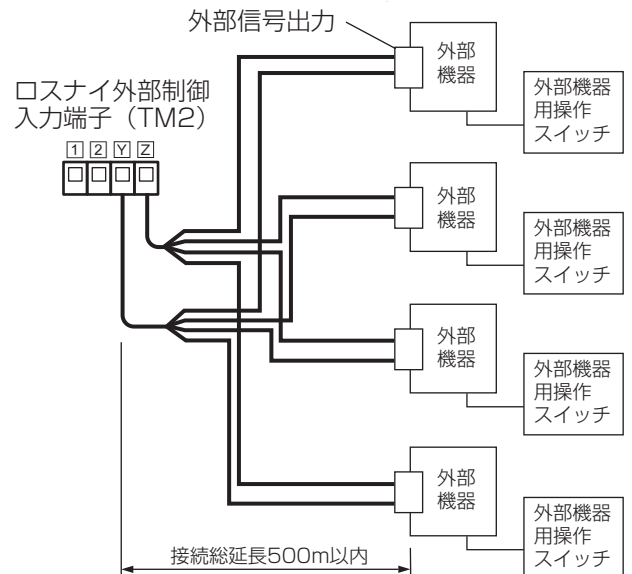 外部信号出力
ロスナイ外部制御
入力端子（TM2）
1 2 Y Z
外部
機器
外部機器
用操作
スイッチ
外部
機器
外部機器
用操作
スイッチ
外部
機器
外部機器
用操作
スイッチ
外部
機器
外部機器
用操作
スイッチ
接続総延長500m以内